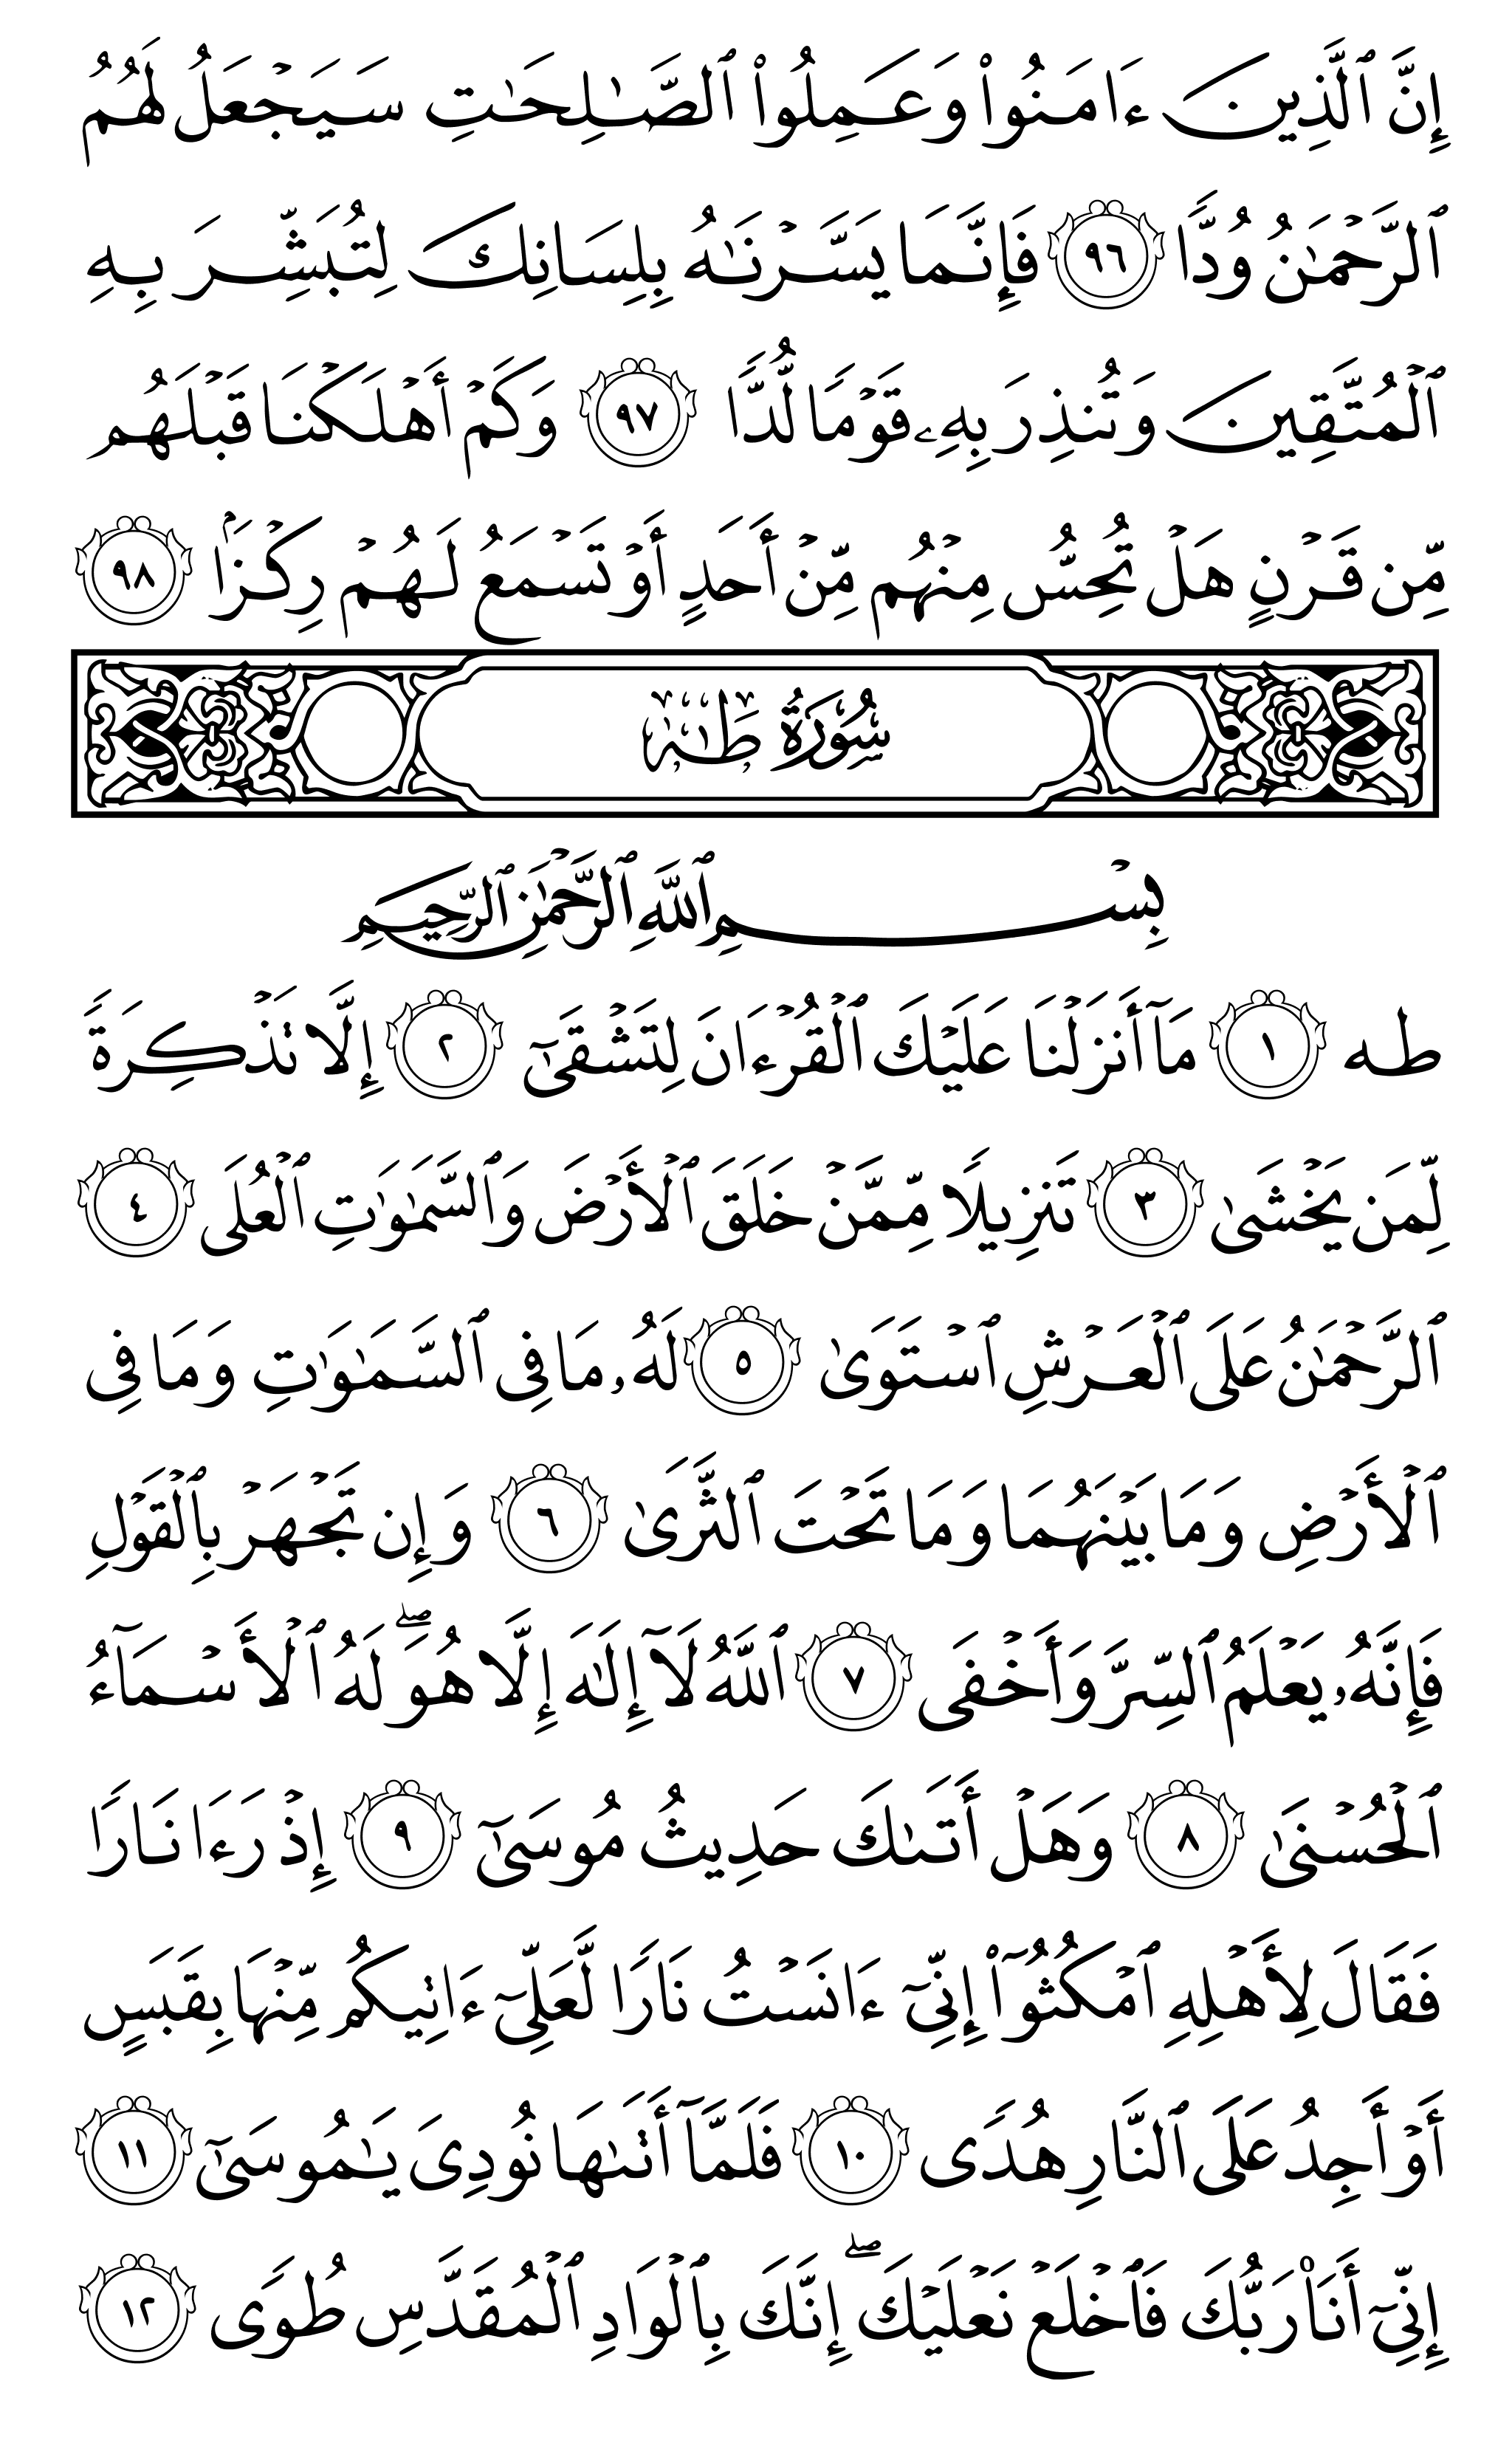 إِنَّ ٱلَّذِينَ ءَامَنُوا۟ وَعَمِلُوا۟ ٱلصَّـٰلِحَـٰتِ سَيَجْعَلُ لَهُمُ
ٱلرَّحْمَـٰنُ وُدًّا ٩٦ فَإِنَّمَا يَسَّرْنَـٰهُ بِلِسَانِكَ لِتُبَشِّرَ بِهِ
ٱلْمُتَّقِينَ وَتُنذِرَ بِهِۦ قَوْمًا لُّدًّا ٩٧ وَكَمْ أَهْلَكْنَا قَبْلَهُم
مِّن قَرْنٍ هَلْ تُحِسُّ مِنْهُم مِّنْ أَحَدٍ أَوْ تَسْمَعُ لَهُمْ رِكْزًۢا ٩٨
سُورَةُ طه
بِسْمِ ٱللَّهِ ٱلرَّحْمَـٰنِ ٱلرَّحِيمِ
طه ١ مَآ أَنزَلْنَا عَلَيْكَ ٱلْقُرْءَانَ لِتَشْقَىٰٓ ٢ إِلَّا تَذْكِرَةً
لِّمَن يَخْشَىٰ ٣ تَنزِيلًا مِّمَّنْ خَلَقَ ٱلْأَرْضَ وَٱلسَّمَـٰوَٰتِ ٱلْعُلَى ٤
ٱلرَّحْمَـٰنُ عَلَى ٱلْعَرْشِ ٱسْتَوَىٰ ٥ لَهُۥ مَا فِى ٱلسَّمَـٰوَٰتِ وَمَا فِى
ٱلْأَرْضِ وَمَا بَيْنَهُمَا وَمَا تَحْتَ ٱلثَّرَىٰ ٦ وَإِن تَجْهَرْ بِٱلْقَوْلِ
فَإِنَّهُۥ يَعْلَمُ ٱلسِّرَّ وَأَخْفَى ٧ ٱللَّهُ لَآ إِلَـٰهَ إِلَّا هُوَ ۖ لَهُ ٱلْأَسْمَآءُ
ٱلْحُسْنَىٰ ٨ وَهَلْ أَتَىٰكَ حَدِيثُ مُوسَىٰٓ ٩ إِذْ رَءَا نَارًا
فَقَالَ لِأَهْلِهِ ٱمْكُثُوٓا۟ إِنِّىٓ ءَانَسْتُ نَارًا لَّعَلِّىٓ ءَاتِيكُم مِّنْهَا بِقَبَسٍ
أَوْ أَجِدُ عَلَى ٱلنَّارِ هُدًى ١٠ فَلَمَّآ أَتَىٰهَا نُودِىَ يَـٰمُوسَىٰٓ ١١
إِنِّىٓ أَنَا۠ رَبُّكَ فَٱخْلَعْ نَعْلَيْكَ ۖ إِنَّكَ بِٱلْوَادِ ٱلْمُقَدَّسِ طُوًى ١٢